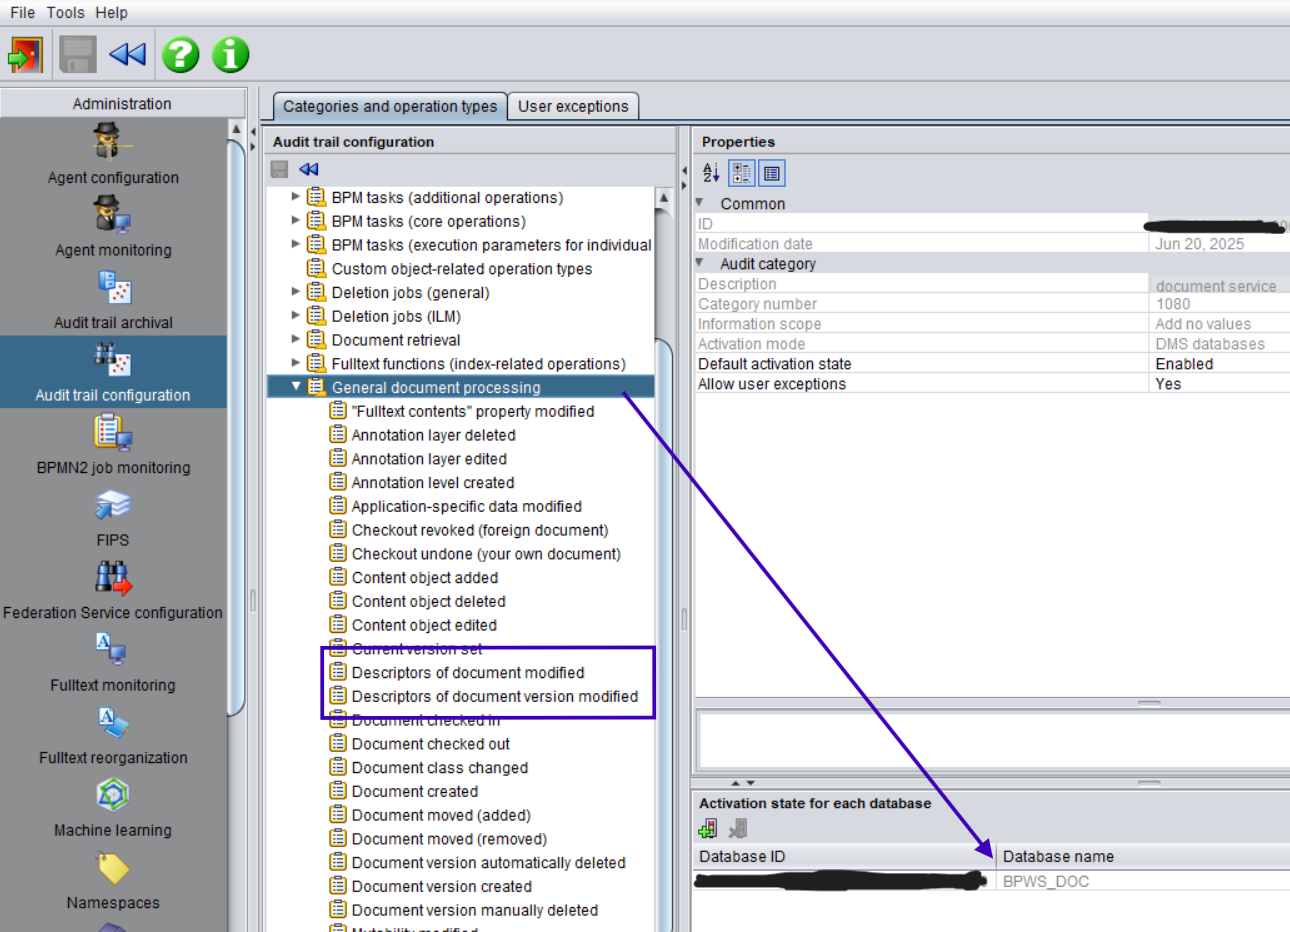 File Tools Help
Administration
Agent configuration
Agent monitoring
Audit trail archival
Audit trail configuration
BPMN2 job monitoring
FIPS
Federation Service configuration
Fulltext monitoring
Fulltext reorganization
Machine learning
Namespaces
Categories and operation types
User exceptions
Audit trail configuration
BPM tasks (additional operations)
BPM tasks (core operations)
BPM tasks (execution parameters for individual
Custom object-related operation types
Deletion jobs (general)
Deletion jobs (ILM)
Document retrieval
Fulltext functions (index-related operations)
General document processing
"Fulltext contents" property modified
Annotation layer deleted
Annotation layer edited
Annotation level created
Application-specific data modified
Checkout revoked (foreign document)
Checkout undone (your own document)
Content object added
Content object deleted
Content object edited
Current version set
Descriptors of document modified
Descriptors of document version modified
Document checked in
Document checked out
Document class changed
Document created
Document moved (added)
Document moved (removed)
Document version automatically deleted
Document version created
Document version manually deleted
Mutability modified
Properties
Common
ID
Modification date Jun 20, 2025
Audit category
Description document service
Category number 1080
Information scope Add no values
Activation mode DMS databases
Default activation state Enabled
Allow user exceptions Yes
Activation state for each database
Database ID Database name
BPWS_DOC